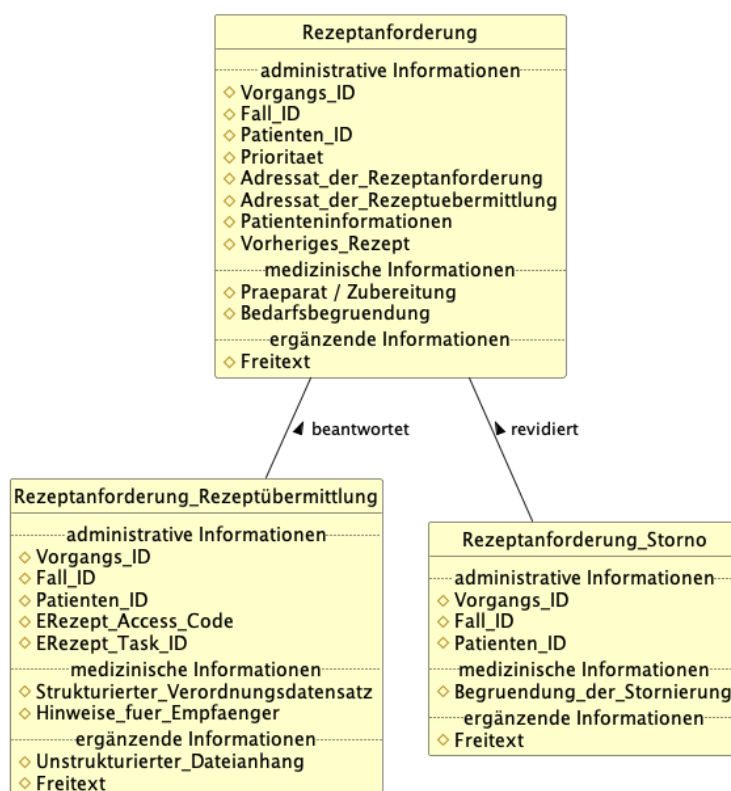 Rezeptanforderung
administrative Informationen
Vorgangs_ID
Fall_ID
Patienten_ID
Prioritaet
Adressat_der_Rezeptanforderung
Adressat_der_Rezeptuebermittlung
Patienteninformationen
Vorheriges_Rezept
medizinische Informationen
Praeparat / Zubereitung
Bedarfsbegruendung
ergänzende Informationen
Freitext
beantwortet
revidiert
Rezeptanforderung_Rezeptübermittlung
administrative Informationen
Vorgangs_ID
Fall_ID
Patienten_ID
ERezept_Access_Code
ERezept_Task_ID
medizinische Informationen
Strukturierter_Verordnungsdatensatz
Hinweise_fuer_Empfaenger
ergänzende Informationen
Unstrukturierter_Dateianhang
Freitext
Rezeptanforderung_Storno
administrative Informationen
Vorgangs_ID
Fall_ID
Patienten_ID
medizinische Informationen
Begruendung_der_Stornierung
ergänzende Informationen
Freitext